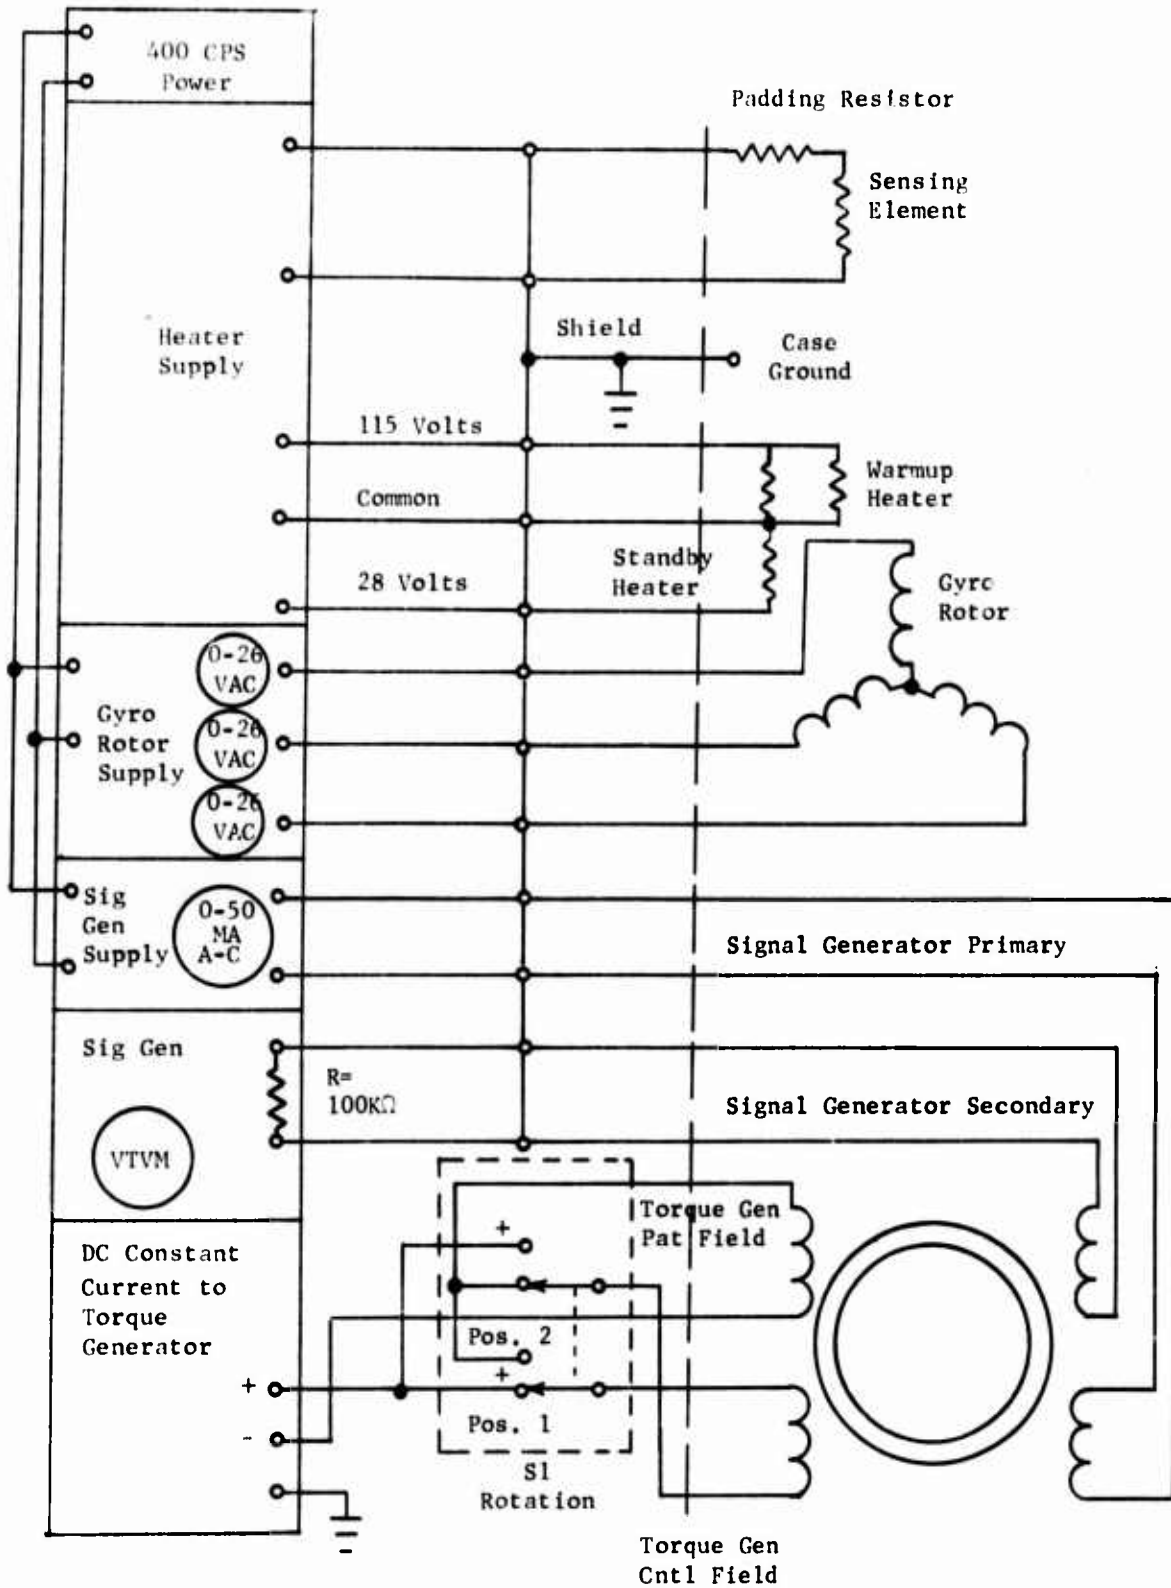 400 CPS
Power
Padding Resistor
Sensing
Element
Heater
Supply
Shield
Case
Ground
115 Volts
Warmup
Heater
Common
Standby
Heater
28 Volts
Gyro
Rotor
0-26
VAC
Gyro
Rotor
Supply
0-26
VAC
0-26
VAC
Sig
Gen
Supply
0-50
MA
A-C
Signal Generator Primary
Sig Gen
R=
100KΩ
Signal Generator Secondary
VTVM
Torque Gen
Pat Field
+
DC Constant
Current to
Torque
Generator
Pos. 2
+
+
Pos. 1
-
S1
Rotation
Torque Gen
Cntl Field